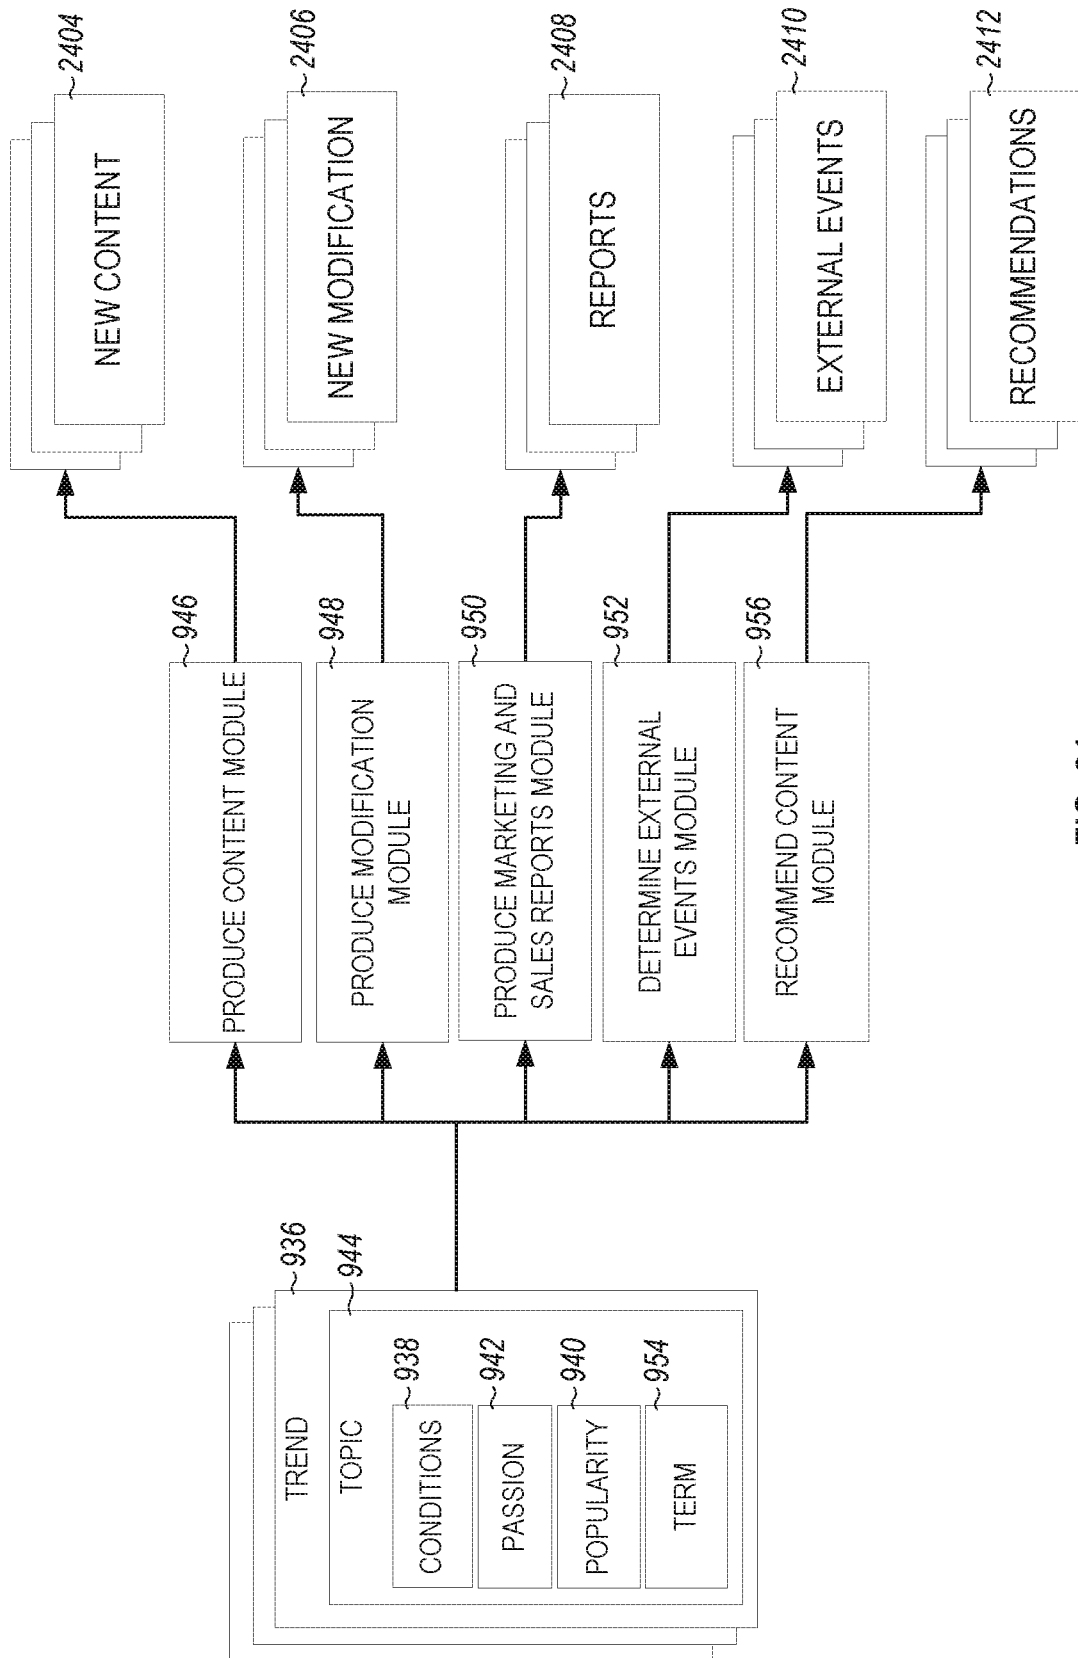 TREND
936
TOPIC
944
CONDITIONS
938
PASSION
942
POPULARITY
940
TERM
954
PRODUCE CONTENT MODULE
946
PRODUCE MODIFICATION
MODULE
948
PRODUCE MARKETING AND
SALES REPORTS MODULE
950
DETERMINE EXTERNAL
EVENTS MODULE
952
RECOMMEND CONTENT
MODULE
956
NEW CONTENT
2404
NEW MODIFICATION
2406
REPORTS
2408
EXTERNAL EVENTS
2410
RECOMMENDATIONS
2412